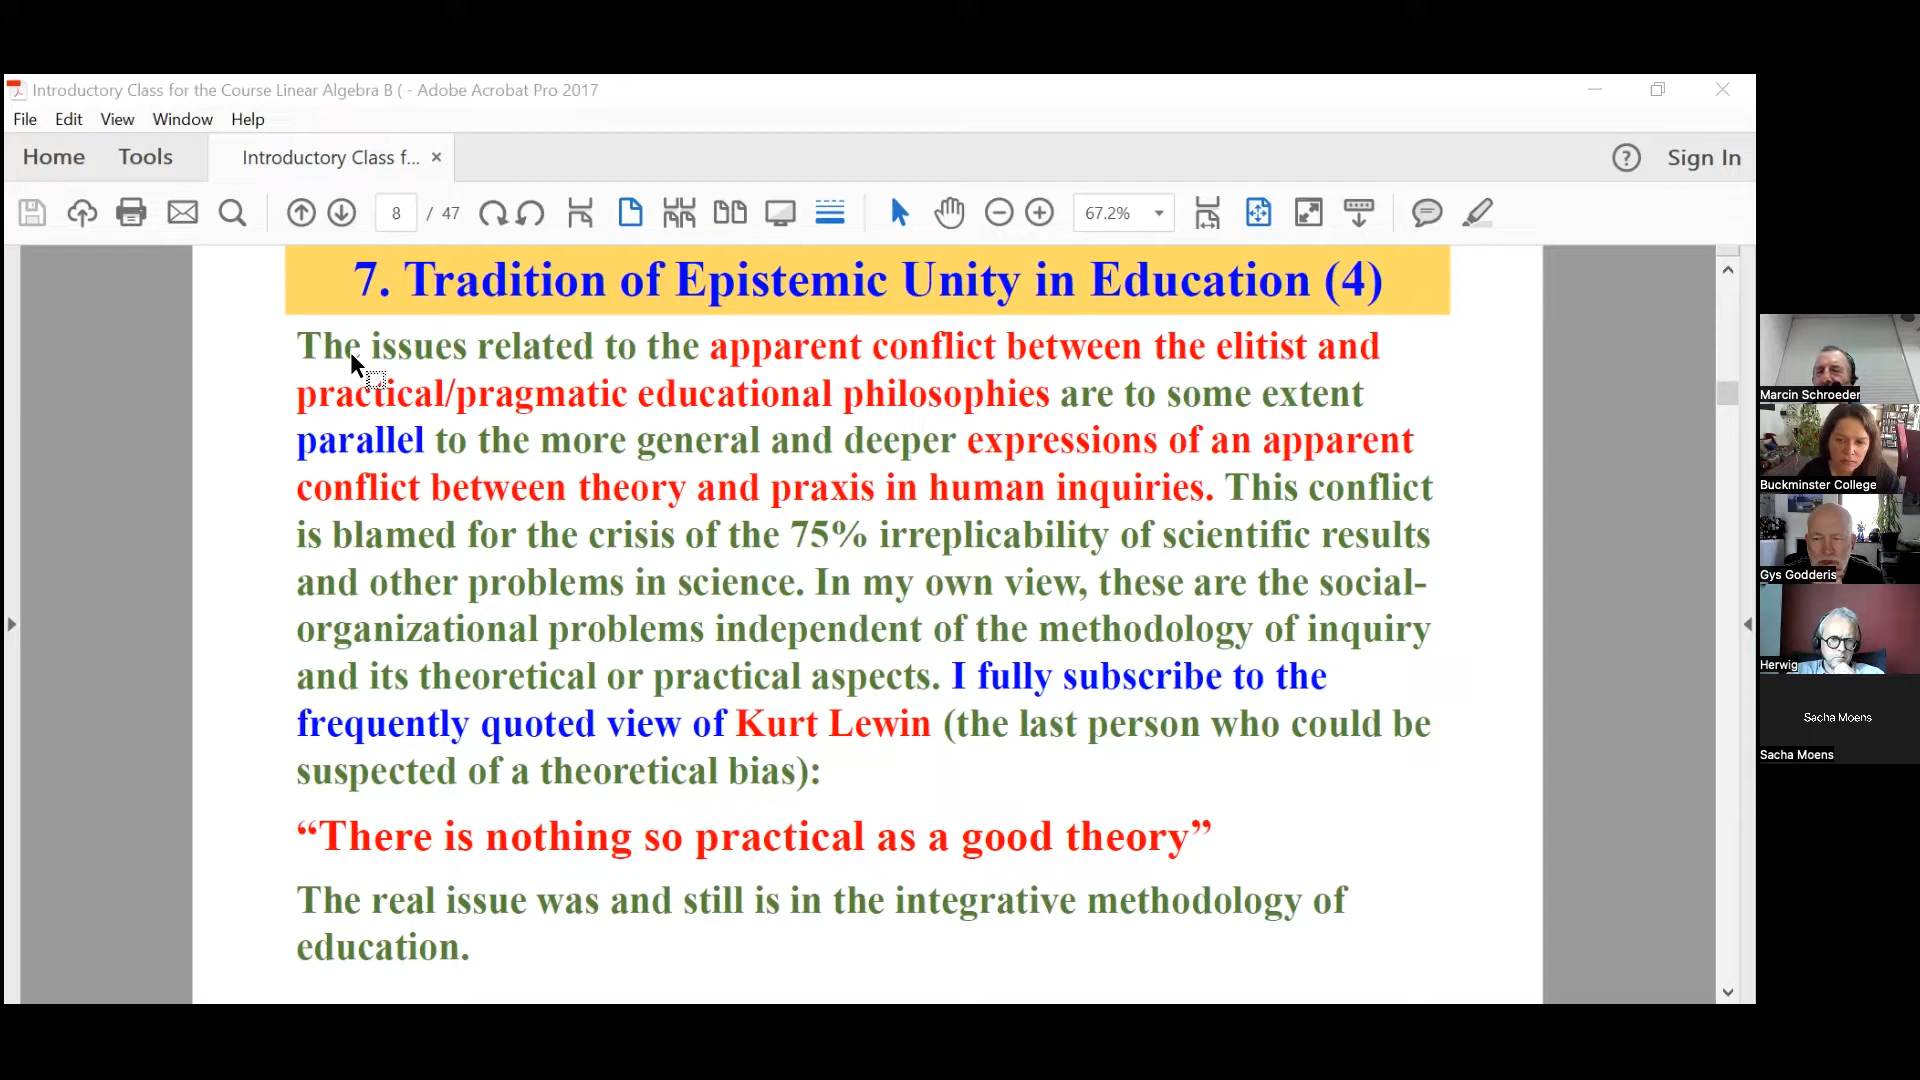 Introductory Class for the Course Linear Algebra B ( - Adobe Acrobat Pro 2017
File Edit View Window Help
Home Tools Introductory Class f... × Sign In
8 / 47 67.2%
7. Tradition of Epistemic Unity in Education (4)
The issues related to the apparent conflict between the elitist and
practical/pragmatic educational philosophies are to some extent
parallel to the more general and deeper expressions of an apparent
conflict between theory and praxis in human inquiries. This conflict
is blamed for the crisis of the 75% irreplicability of scientific results
and other problems in science. In my own view, these are the social-
organizational problems independent of the methodology of inquiry
and its theoretical or practical aspects. I fully subscribe to the
frequently quoted view of Kurt Lewin (the last person who could be
suspected of a theoretical bias):
“There is nothing so practical as a good theory”
The real issue was and still is in the integrative methodology of
education.
Marcin Schroeder
Buckminster College
Gys Godderis
Herwig
Sacha Moens
Sacha Moens